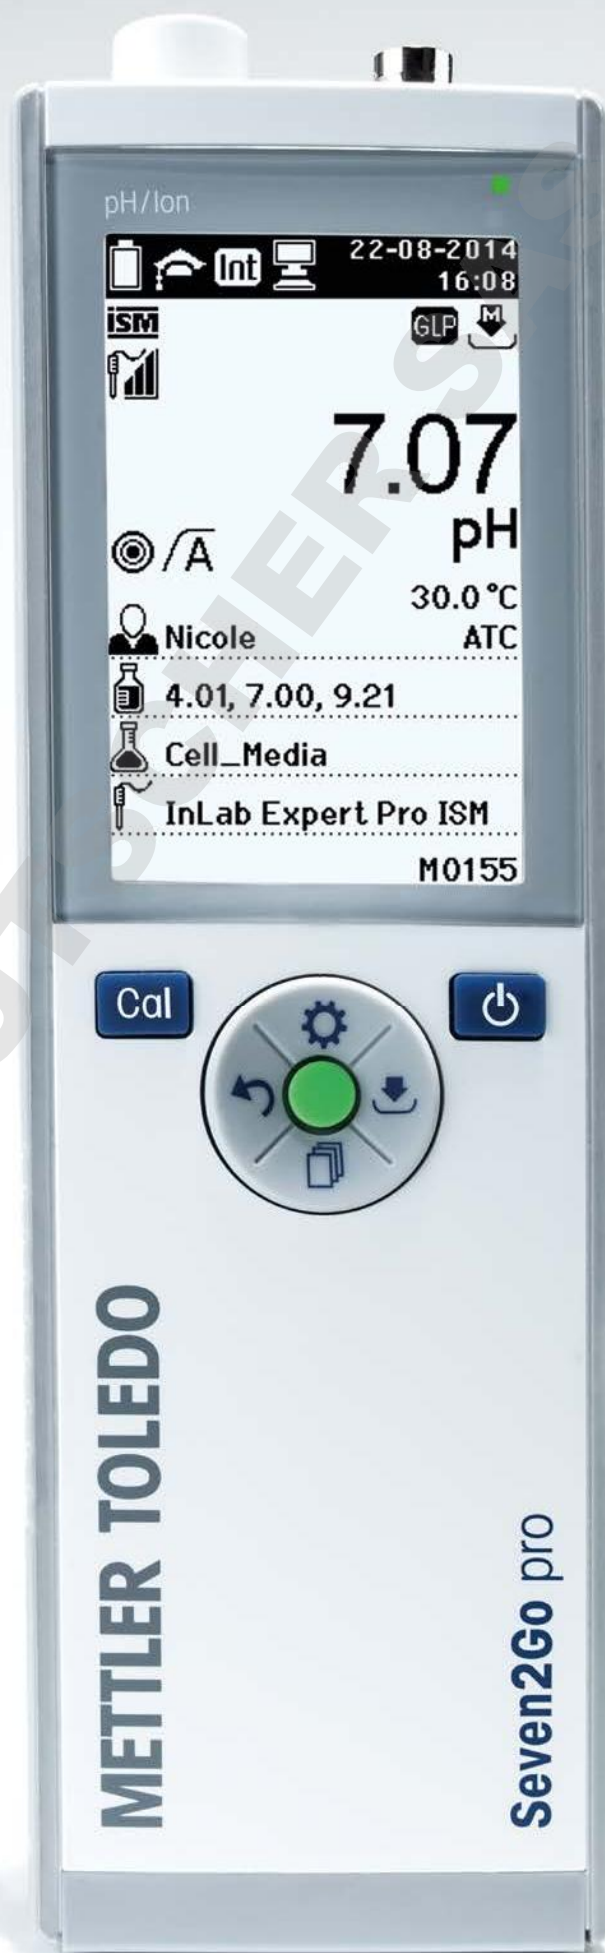 pH/Ion
Int 22-08-2014
16:08
ISM GLP M
7.07
pH
A
30.0 °C
Nicole ATC
4.01, 7.00, 9.21
Cell_Media
InLab Expert Pro ISM
M0155
Cal
METTLER TOLEDO
Seven2Go pro